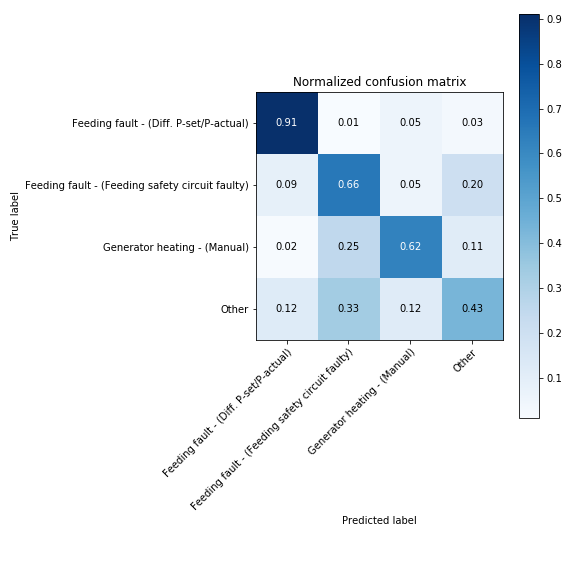 Normalized confusion matrix
True label
Feeding fault - (Diff. P-set/P-actual)
0.91 0.01 0.05 0.03
Feeding fault - (Feeding safety circuit faulty)
0.09 0.66 0.05 0.20
Generator heating - (Manual)
0.02 0.25 0.62 0.11
Other
0.12 0.33 0.12 0.43
Feeding fault - (Diff. P-set/P-actual)
Feeding fault - (Feeding safety circuit faulty)
Generator heating - (Manual)
Other
Predicted label
0.9
0.8
0.7
0.6
0.5
0.4
0.3
0.2
0.1